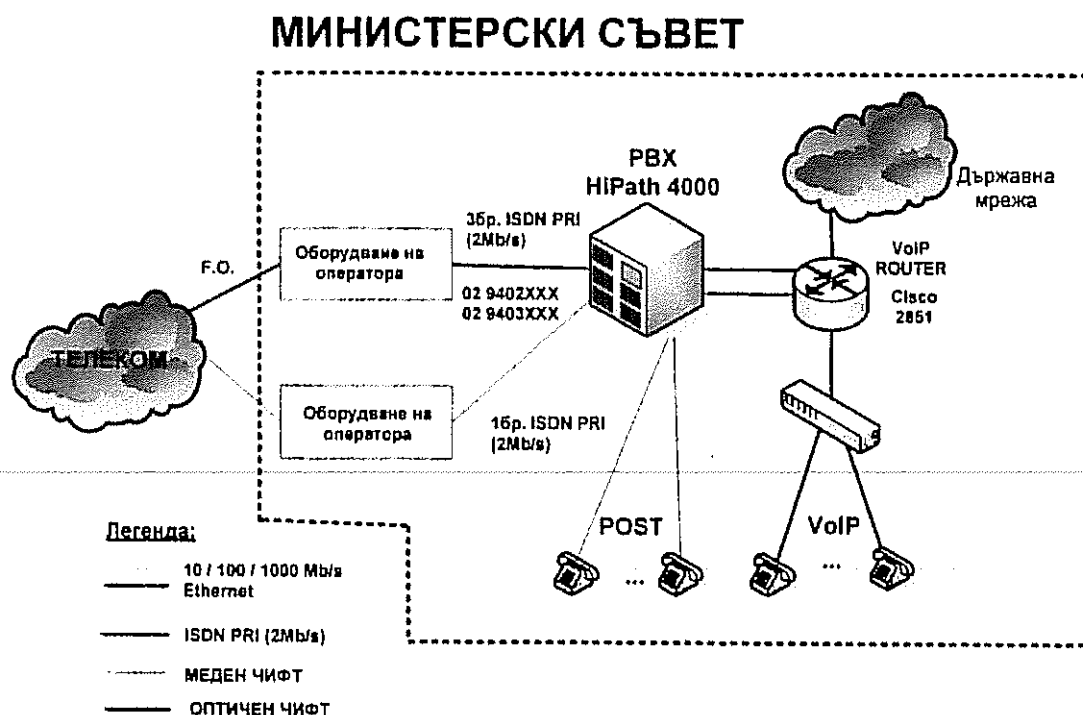 МИНИСТЕРСКИ СЪВЕТ
PBX
HiPath 4000
Държавна
мрежа
3бр. ISDN PRI
(2Mb/s)
Оборудване на
оператора
F.O.
VoIP
ROUTER
Cisco
2851
02 9402XXX
02 9403XXX
ТЕЛЕКОМ
Оборудване на
оператора
1бр. ISDN PRI
(2Mb/s)
POST
VoIP
...
...
Легенда:
10 / 100 / 1000 Mb/s
Ethernet
ISDN PRI (2Mb/s)
МЕДЕН ЧИФТ
ОПТИЧЕН ЧИФТ